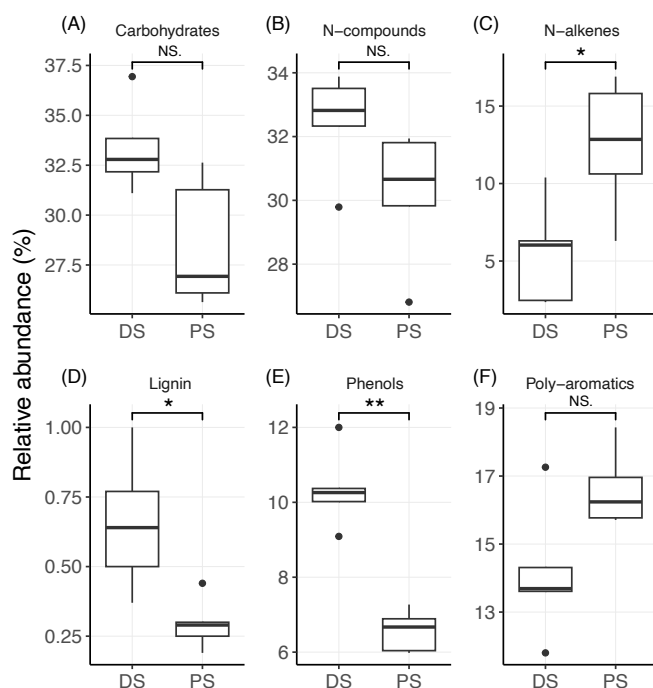 (A) Carbohydrates
NS.
37.5
35.0
32.5
30.0
27.5
DS PS
(B) N−compounds
NS.
34
32
30
28
DS PS
(C) N−alkenes
*
15
10
5
DS PS
Relative abundance (%)
(D) Lignin
*
1.00
0.75
0.50
0.25
DS PS
(E) Phenols
**
12
10
8
6
DS PS
(F) Poly−aromatics
NS.
19
17
15
13
DS PS